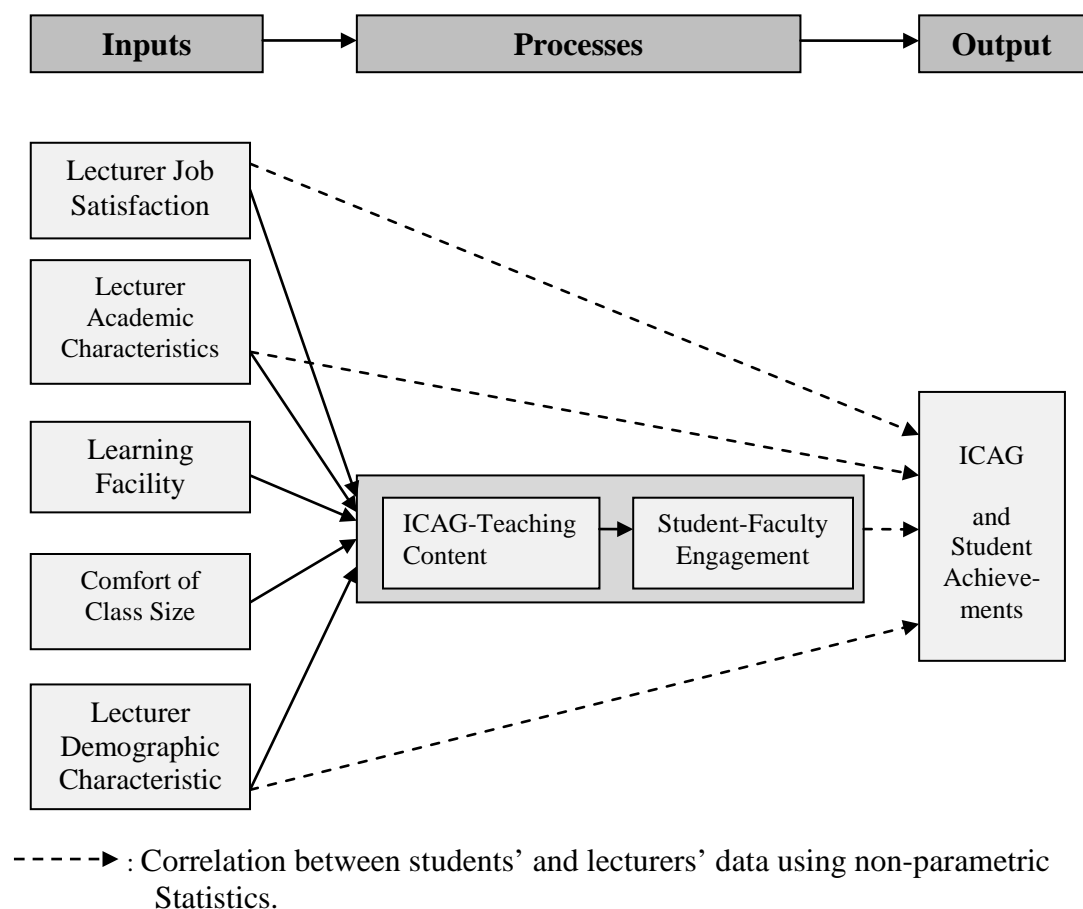 Inputs
Processes
Output
Lecturer Job
Satisfaction
Lecturer
Academic
Characteristics
Learning
Facility
Comfort of
Class Size
Lecturer
Demographic
Characteristic
ICAG-Teaching
Content
Student-Faculty
Engagement
ICAG
and
Student
Achieve-
ments
: Correlation between students’ and lecturers’ data using non-parametric
Statistics.